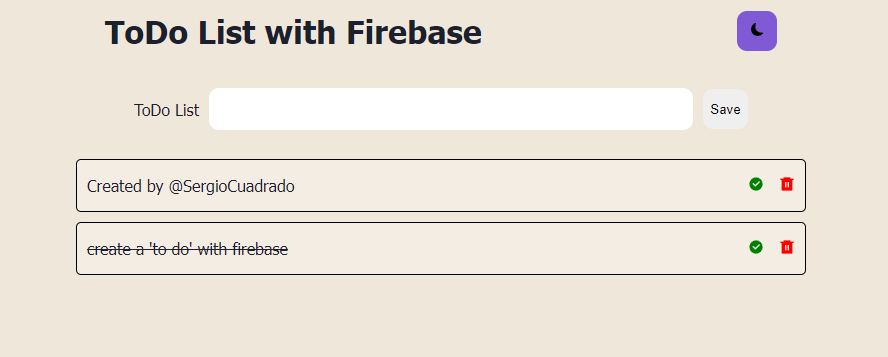 ToDo List with Firebase
ToDo List
Save
Created by @SergioCuadrado
create a 'to do' with firebase